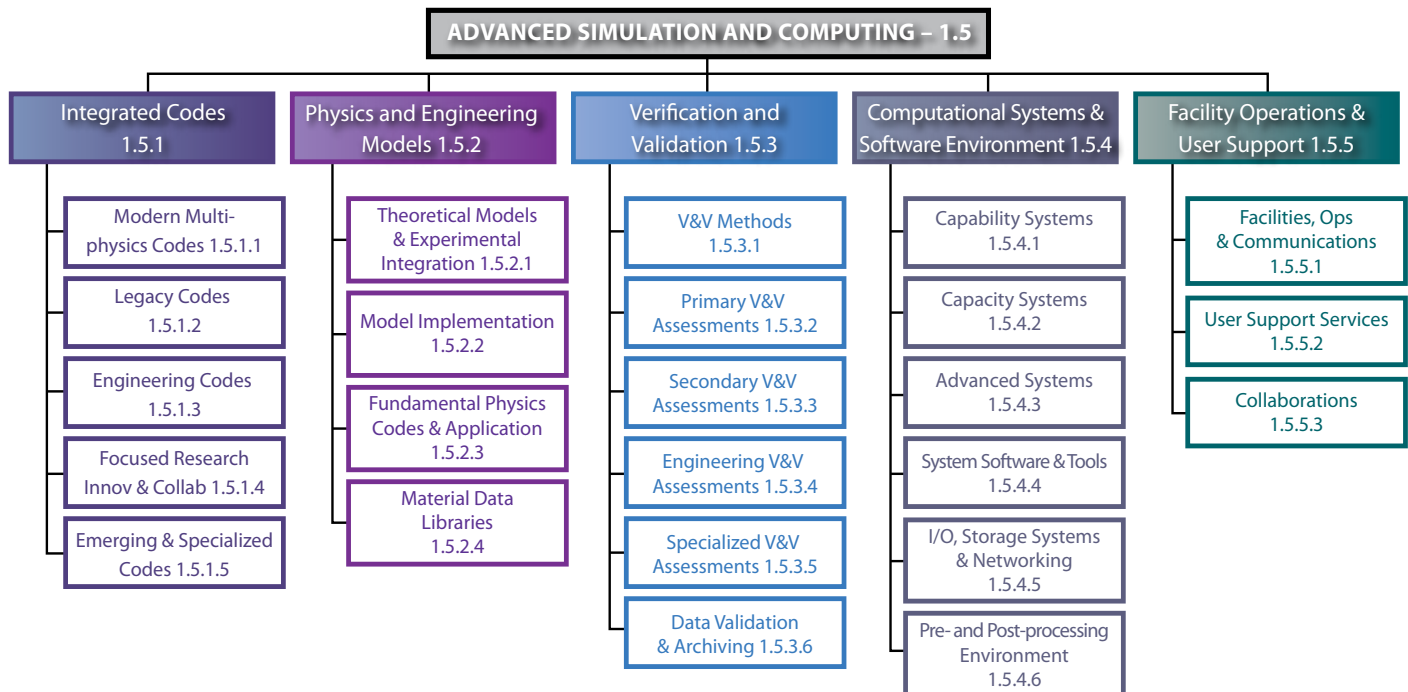 ADVANCED SIMULATION AND COMPUTING – 1.5
Integrated Codes
1.5.1
Modern Multi-
physics Codes 1.5.1.1
Legacy Codes
1.5.1.2
Engineering Codes
1.5.1.3
Focused Research
Innov & Collab 1.5.1.4
Emerging & Specialized
Codes 1.5.1.5
Physics and Engineering
Models 1.5.2
Theoretical Models
& Experimental
Integration 1.5.2.1
Model Implementation
1.5.2.2
Fundamental Physics
Codes & Application
1.5.2.3
Material Data
Libraries
1.5.2.4
Verification and
Validation 1.5.3
V&V Methods
1.5.3.1
Primary V&V
Assessments 1.5.3.2
Secondary V&V
Assessments 1.5.3.3
Engineering V&V
Assessments 1.5.3.4
Specialized V&V
Assessments 1.5.3.5
Data Validation
& Archiving 1.5.3.6
Computational Systems &
Software Environment 1.5.4
Capability Systems
1.5.4.1
Capacity Systems
1.5.4.2
Advanced Systems
1.5.4.3
System Software & Tools
1.5.4.4
I/O, Storage Systems
& Networking
1.5.4.5
Pre- and Post-processing
Environment
1.5.4.6
Facility Operations &
User Support 1.5.5
Facilities, Ops
& Communications
1.5.5.1
User Support Services
1.5.5.2
Collaborations
1.5.5.3